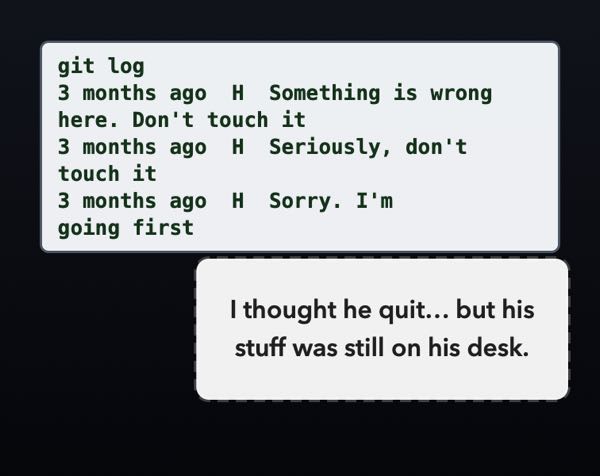 git log
3 months ago  H  Something is wrong
here. Don't touch it
3 months ago  H  Seriously, don't
touch it
3 months ago  H  Sorry. I'm
going first
I thought he quit… but his
stuff was still on his desk.